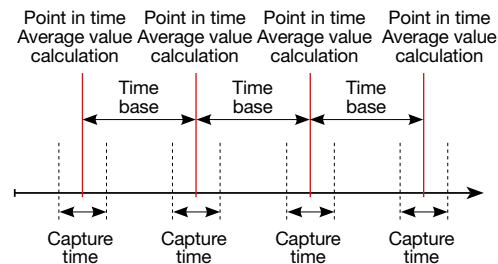 Point in time Point in time Point in time Point in time
Average value Average value Average value Average value
calculation calculation calculation calculation
Time Time Time
base base base
Capture Capture Capture Capture
time time time time